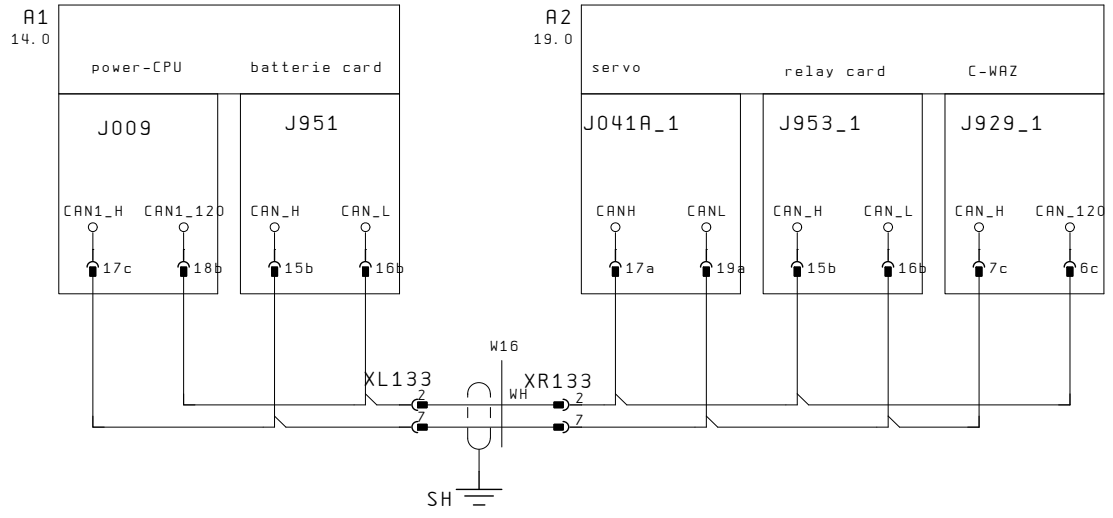 A1
14.0
power-CPU
batterie card
J009
J951
CAN1_H
CAN1_120
CAN_H
CAN_L
17c
18b
15b
16b
A2
19.0
servo
relay card
C-WAZ
J041A_1
J953_1
J929_1
CANH
CANL
CAN_H
CAN_L
CAN_H
CAN_120
17a
19a
15b
16b
7c
6c
W16
XL133
XR133
2
WH
2
7
7
SH